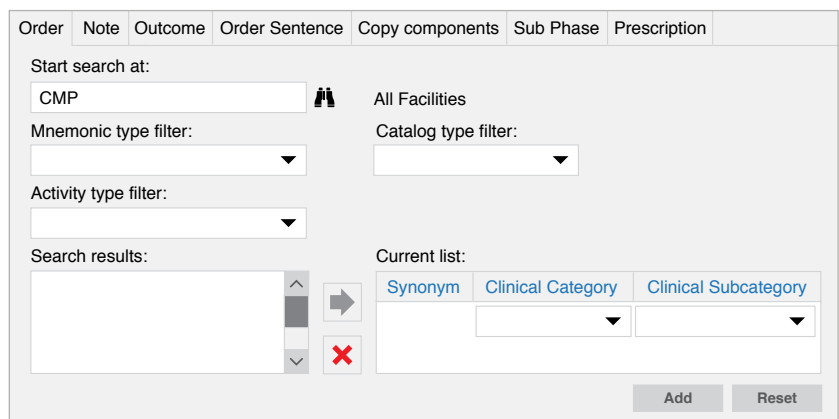 Order Note Outcome Order Sentence Copy components Sub Phase Prescription
Start search at:
CMP All Facilities
Mnemonic type filter: Catalog type filter:
Activity type filter:
Search results: Current list:
Synonym Clinical Category Clinical Subcategory
Add Reset